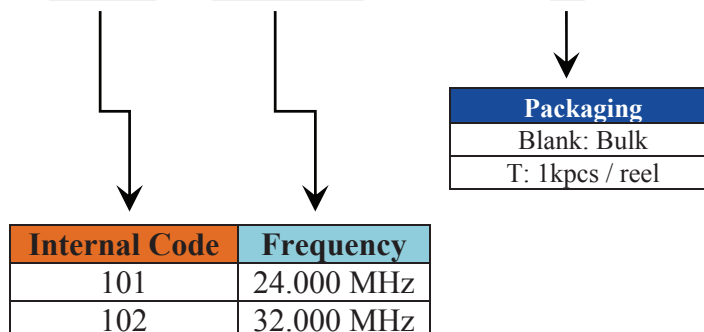 Packaging
Blank: Bulk
T: 1kpcs / reel
Internal Code Frequency
101 24.000 MHz
102 32.000 MHz